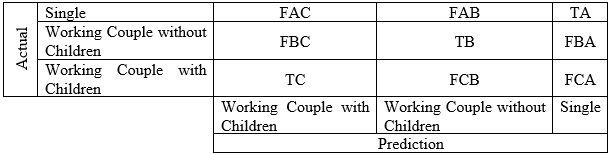 Actual
Single FAC FAB TA
Working Couple without
Children FBC TB FBA
Working Couple with
Children TC FCB FCA
Working Couple with Working Couple without Single
Children Children
Prediction